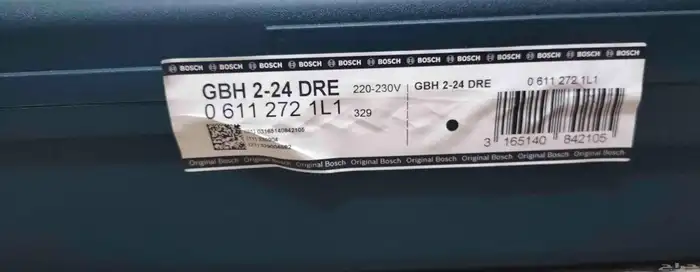 BOSCH BOSCH BOSCH BOSCH BOSCH BOSCH BOSCH BOSCH BOSCH BOSCH BOSCH
GBH 2-24 DRE 220-230V
0 611 272 1L1 329
GBH 2-24 DRE 0 611 272 1L1
3 165140 842105
Original Bosch Original Bosch Original Bosch Original Bosch Original Bosch Original Bosch Original Bosch Original Bosch
حراج